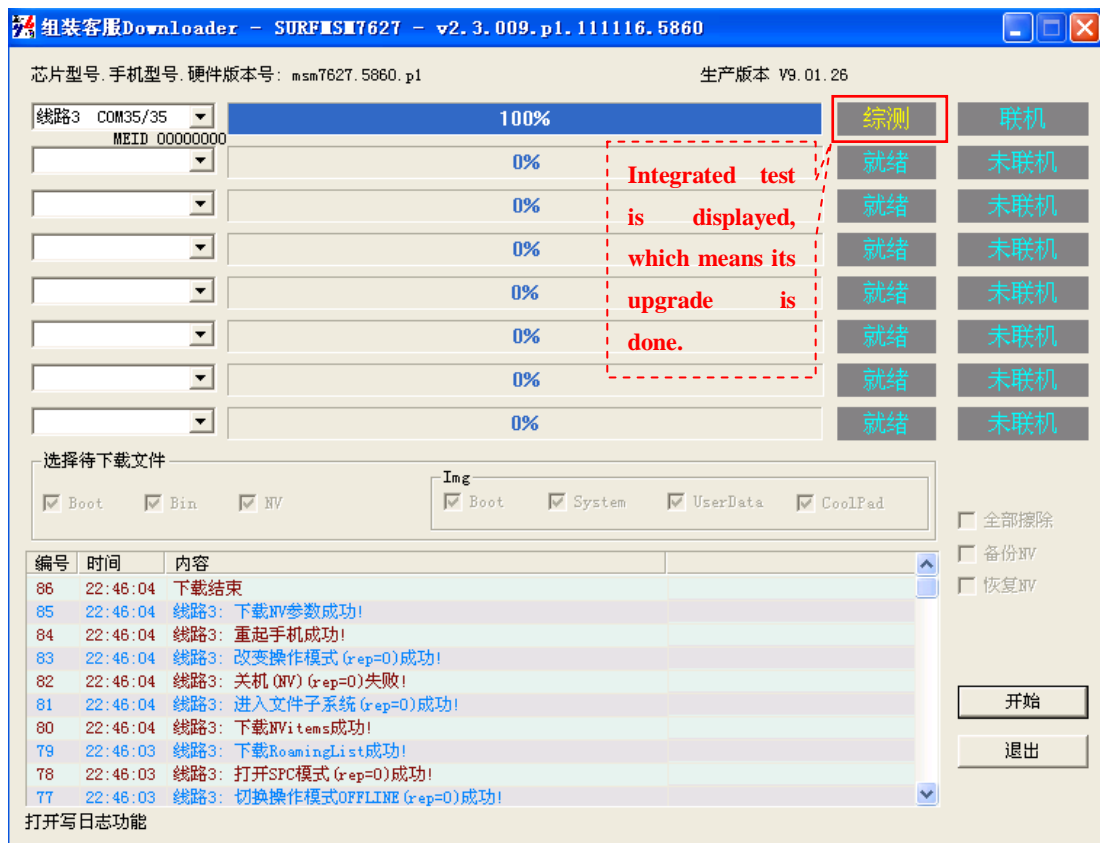 组装客服Downloader - SURFMSM7627 - v2.3.009.p1.111116.5860
芯片型号.手机型号.硬件版本号: msm7627.5860.p1 生产版本 V9.01.26
线路3 COM35/35 100% 综测 联机
MEID 00000000
0% 就绪 未联机
0% 就绪 未联机
0% 就绪 未联机
0% 就绪 未联机
0% 就绪 未联机
0% 就绪 未联机
0% 就绪 未联机
Integrated test
is displayed,
which means its
upgrade is
done.
选择待下载文件
Boot Bin NV
Img
Boot System UserData CoolPad
全部擦除
备份NV
恢复NV
编号 时间 内容
86 22:46:04 下载结束
85 22:46:04 线路3: 下载NV参数成功!
84 22:46:04 线路3: 重起手机成功!
83 22:46:04 线路3: 改变操作模式(rep=0)成功!
82 22:46:04 线路3: 关机(NV)(rep=0)失败!
81 22:46:04 线路3: 进入文件子系统(rep=0)成功!
80 22:46:04 线路3: 下载NVitems成功!
79 22:46:03 线路3: 下载RoamingList成功!
78 22:46:03 线路3: 打开SPC模式(rep=0)成功!
77 22:46:03 线路3: 切换操作模式OFFLINE(rep=0)成功!
开始
退出
打开写日志功能